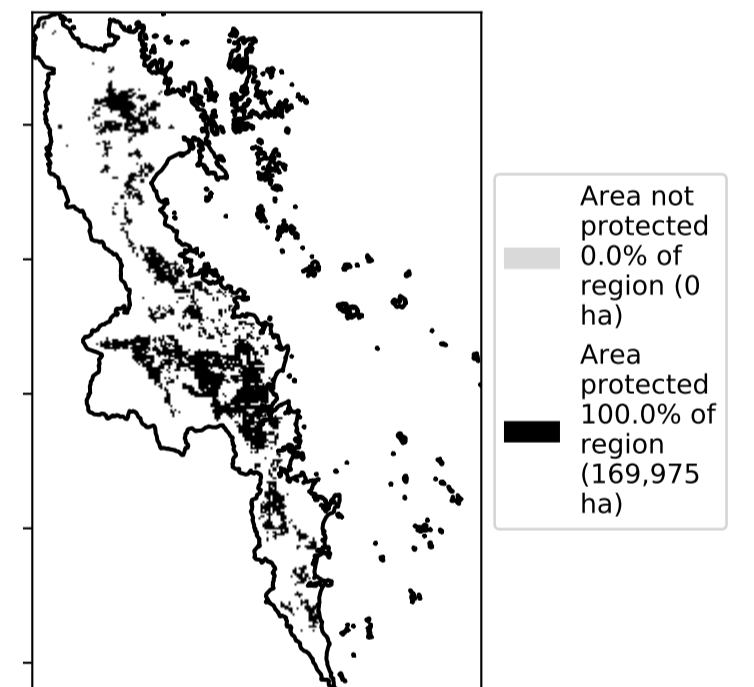 Area not
protected
0.0% of
region (0
ha)
Area
protected
100.0% of
region
(169,975
ha)